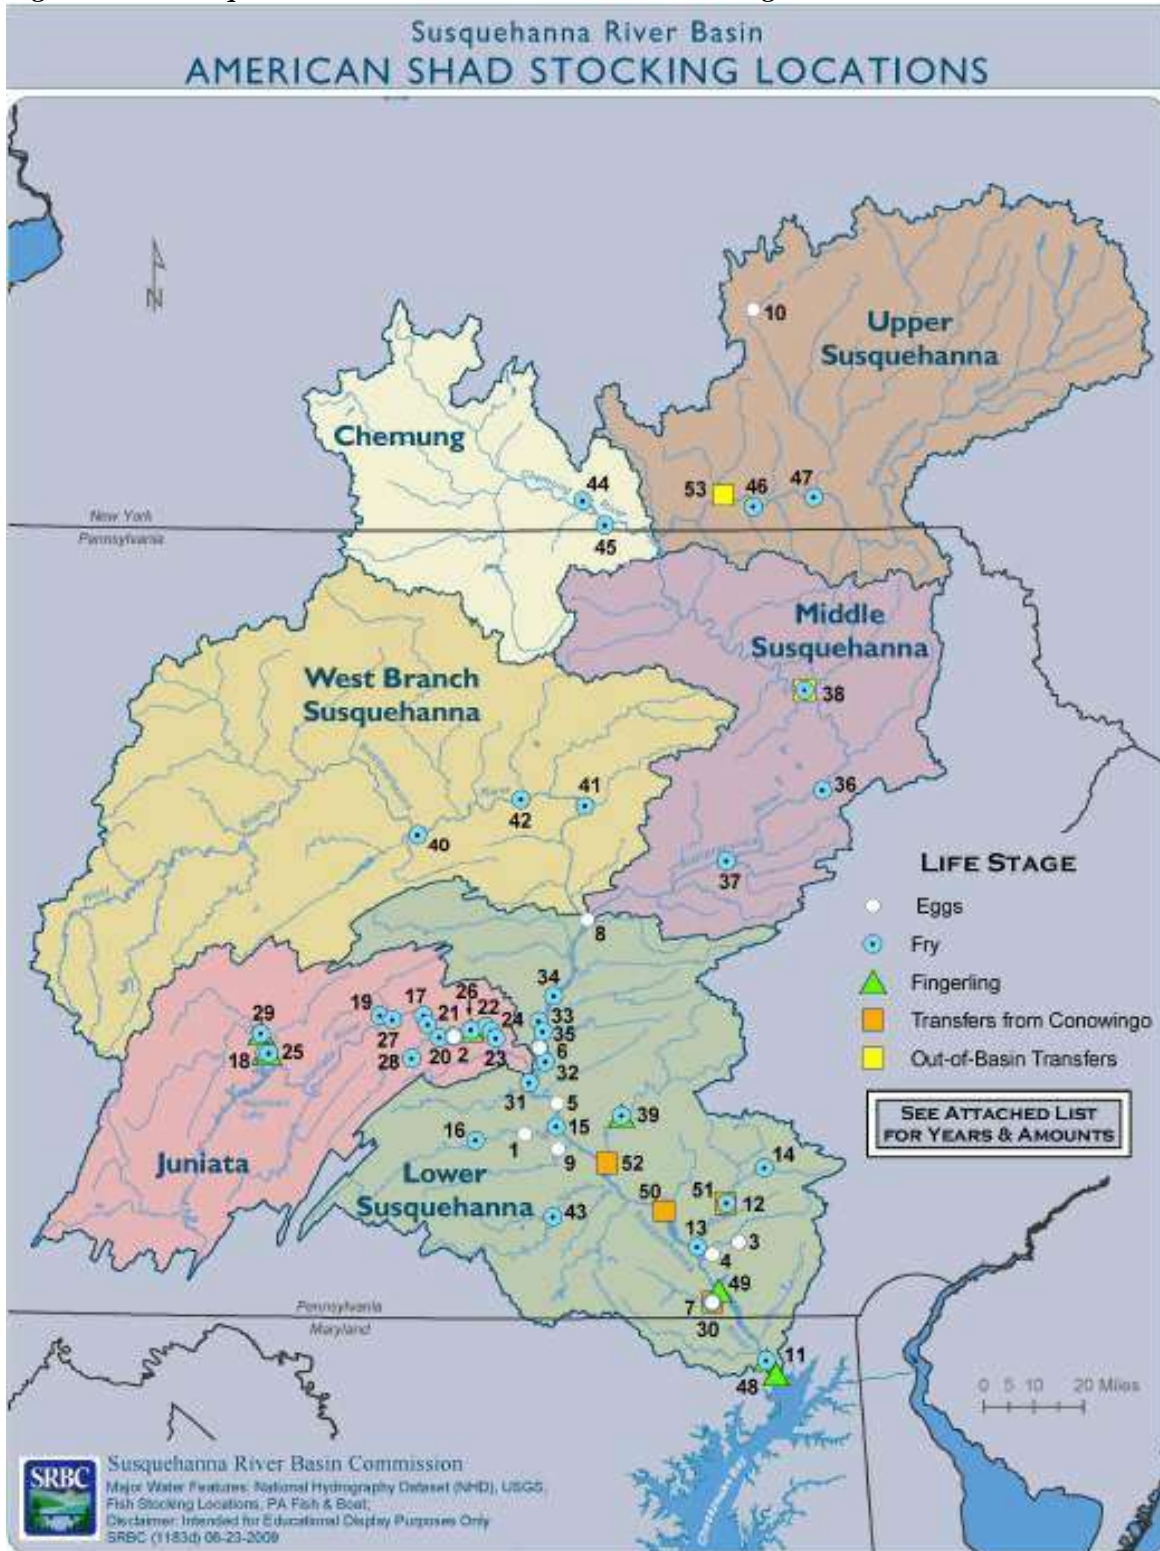 Susquehanna River Basin
AMERICAN SHAD STOCKING LOCATIONS
N
10
Upper
Susquehanna
Chemung
44
53
46
47
45
New York
Pennsylvania
Middle
Susquehanna
West Branch
Susquehanna
38
41
36
42
40
37
LIFE STAGE
Eggs
Fry
Fingerling
Transfers from Conowingo
Out-of-Basin Transfers
SEE ATTACHED LIST
FOR YEARS & AMOUNTS
8
34
26
19
17
22
29
21
24
33
27
35
18
25
20
2
23
6
28
32
31
5
39
16
15
1
9
52
14
Juniata
Lower
Susquehanna
50
51
12
43
13
3
4
49
7
30
Pennsylvania
Maryland
11
48
0 5 10 20 Miles
SRBC
Susquehanna River Basin Commission
Major Water Features: National Hydrography Dataset (NHD), USGS,
Fish Stocking Locations, PA Fish & Boat;
Disclaimer: Intended for Educational Display Purposes Only
SRBC (1183d) 06-23-2009